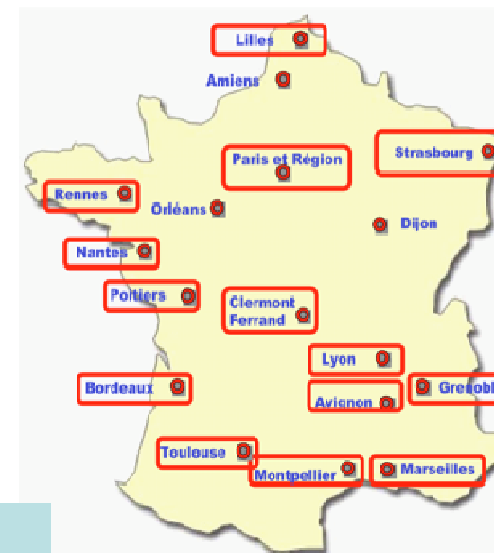 Lilles
Amiens
Paris et Région
Strasbourg
Rennes
Orléans
Dijon
Nantes
Poitiers
Clermont
Ferrand
Lyon
Bordeaux
Grenobl
Avignon
Toulouse
Montpellier
Marseilles